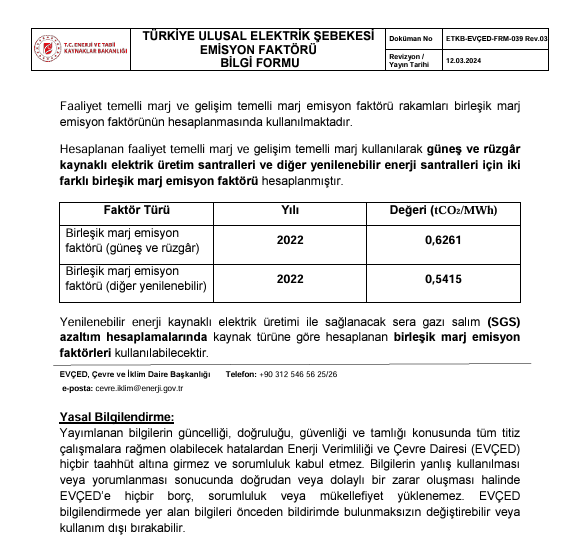 T.C. ENERJİ VE TABİİ
KAYNAKLAR BAKANLIĞI
TÜRKİYE ULUSAL ELEKTRİK ŞEBEKESİ
EMİSYON FAKTÖRÜ
BİLGİ FORMU
Doküman No
ETKB-EVÇED-FRM-039 Rev.03
Revizyon /
Yayın Tarihi
12.03.2024
Faaliyet temelli marj ve gelişim temelli marj emisyon faktörü rakamları birleşik marj
emisyon faktörünün hesaplanmasında kullanılmaktadır.
Hesaplanan faaliyet temelli marj ve gelişim temelli marj kullanılarak güneş ve rüzgâr
kaynaklı elektrik üretim santralleri ve diğer yenilenebilir enerji santralleri için iki
farklı birleşik marj emisyon faktörü hesaplanmıştır.
Faktör Türü Yılı Değeri (tCO₂/MWh)
Birleşik marj emisyon
faktörü (güneş ve rüzgâr)
2022
0,6261
Birleşik marj emisyon
faktörü (diğer yenilenebilir)
2022
0,5415
Yenilenebilir enerji kaynaklı elektrik üretimi ile sağlanacak sera gazı salım (SGS)
azaltım hesaplamalarında kaynak türüne göre hesaplanan birleşik marj emisyon
faktörleri kullanılabilecektir.
EVÇED, Çevre ve İklim Daire Başkanlığı Telefon: +90 312 546 56 25/26
e-posta: cevre.iklim@enerji.gov.tr
Yasal Bilgilendirme:
Yayımlanan bilgilerin güncelliği, doğruluğu, güvenliği ve tamlığı konusunda tüm titiz
çalışmalara rağmen olabilecek hatalardan Enerji Verimliliği ve Çevre Dairesi (EVÇED)
hiçbir taahhüt altına girmez ve sorumluluk kabul etmez. Bilgilerin yanlış kullanılması
veya yorumlanması sonucunda doğrudan veya dolaylı bir zarar oluşması halinde
EVÇED’e hiçbir borç, sorumluluk veya mükellefiyet yüklenemez. EVÇED
bilgilendirmede yer alan bilgileri önceden bildirimde bulunmaksızın değiştirebilir veya
kullanım dışı bırakabilir.